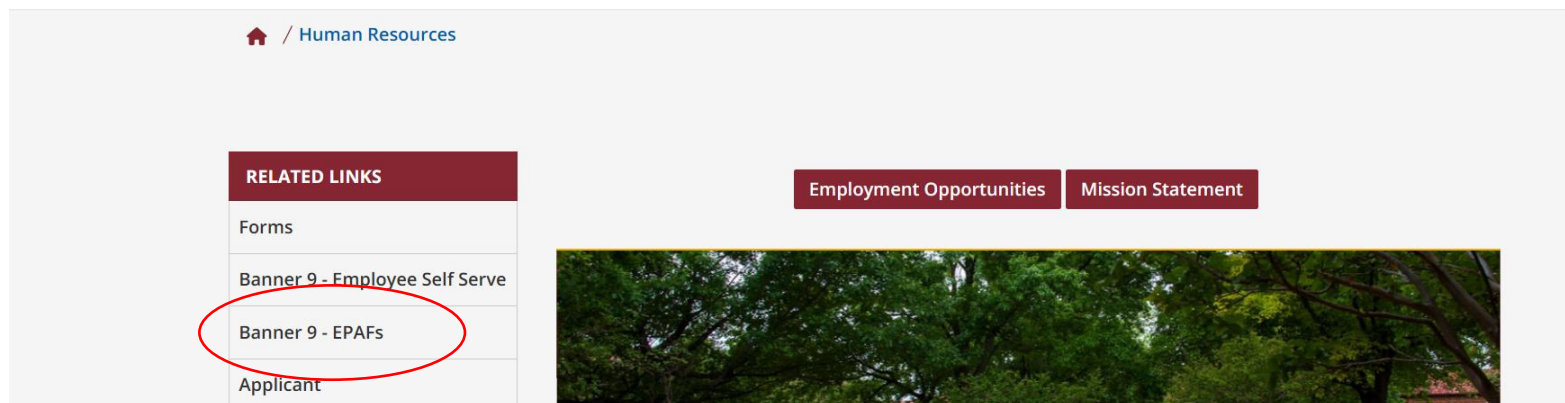 / Human Resources
RELATED LINKS
Forms
Banner 9 - Employee Self Serve
Banner 9 - EPAFs
Applicant
Employment Opportunities
Mission Statement